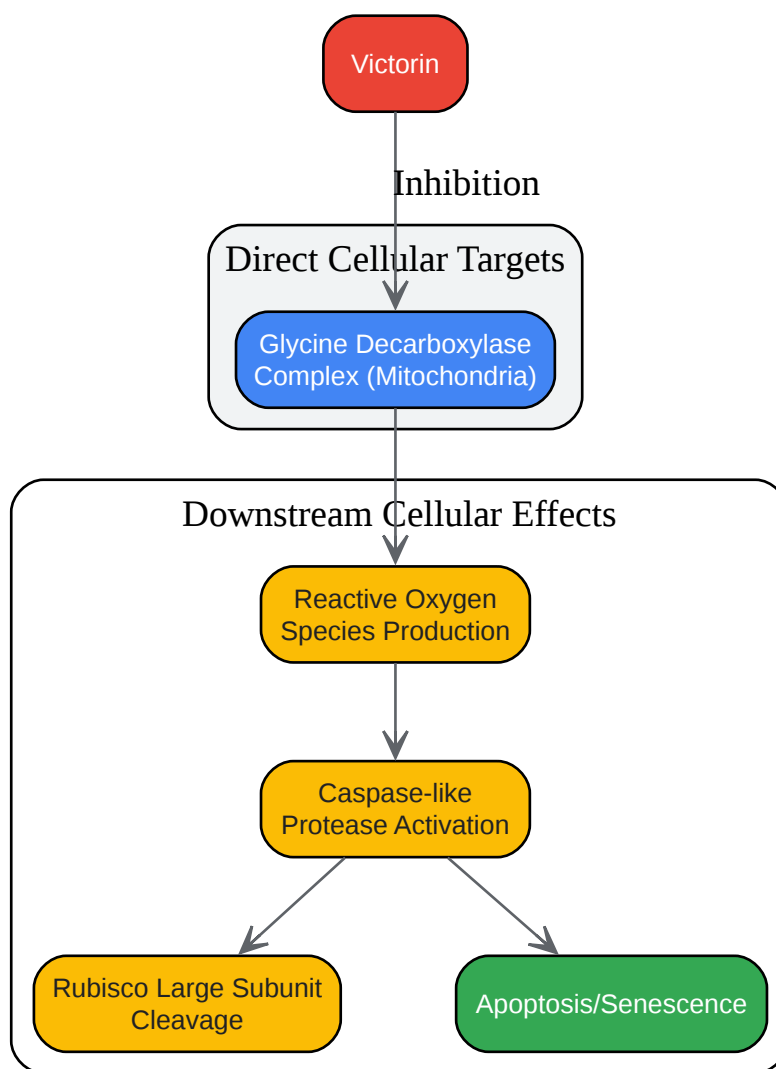 Victorin
Inhibition
Direct Cellular Targets
Glycine Decarboxylase
Complex (Mitochondria)
Downstream Cellular Effects
Reactive Oxygen
Species Production
Caspase-like
Protease Activation
Rubisco Large Subunit
Cleavage
Apoptosis/Senescence